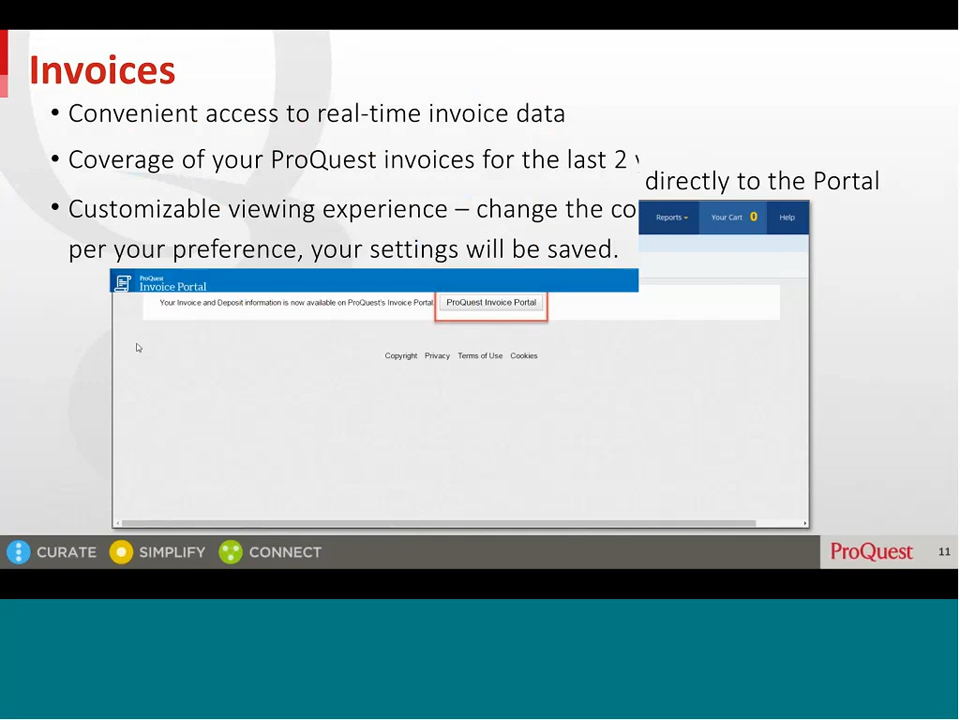 Invoices
• Convenient access to real-time invoice data
• Coverage of your ProQuest invoices for the last 2
directly to the Portal
• Customizable viewing experience – change the
per your preference, your settings will be saved.
Reports Your Cart 0 Help
ProQuest
Invoice Portal
Your Invoice and Deposit information is now available on ProQuest's Invoice Portal. ProQuest Invoice Portal
Copyright Privacy Terms of Use Cookies
CURATE SIMPLIFY CONNECT ProQuest 11